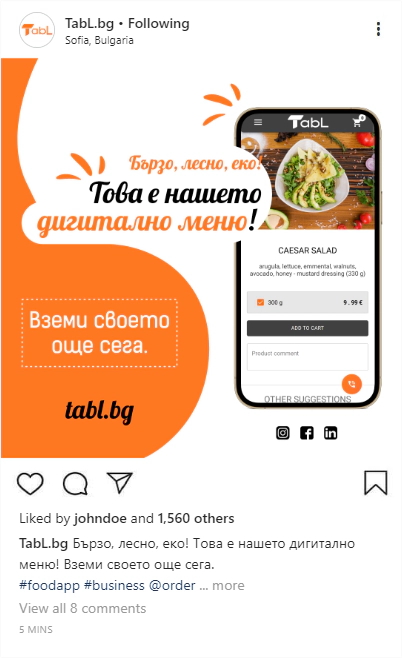 TabL
TabL.bg • Following
Sofia, Bulgaria
TabL
0
Бързо, лесно, еко!
Това е нашето
дигитално меню!
CAESAR SALAD
arugula, lettuce, emmental, walnuts,
avocado, honey - mustard dressing (330 g)
300 g
9.99 €
ADD TO CART
Product comment
OTHER SUGGESTIONS
Вземи своето
още сега.
tabl.bg
Liked by johndoe and 1,560 others
TabL.bg Бързо, лесно, еко! Това е нашето дигитално
меню! Вземи своето още сега.
#foodapp #business @order ... more
View all 8 comments
5 MINS